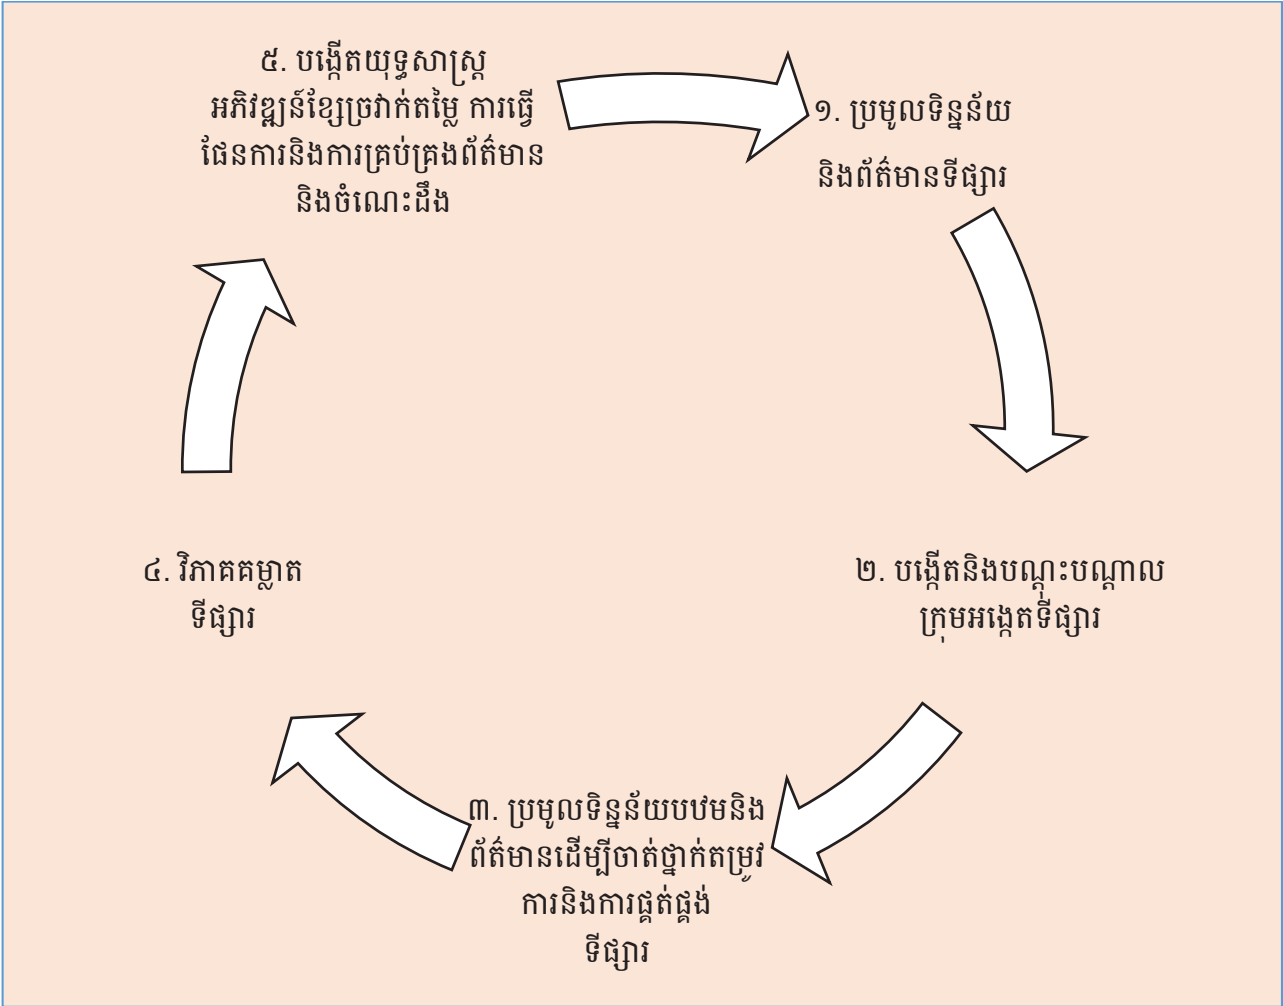 ៥. បង្កើតយុទ្ធសាស្ត្រ
អភិវឌ្ឍន៍ខ្សែច្រវាក់តម្លៃ ការធ្វើ
ផែនការនិងការគ្រប់គ្រងព័ត៌មាន
និងចំណេះដឹង
១. ប្រមូលទិន្នន័យ
និងព័ត៌មានទីផ្សារ
២. បង្កើតនិងបណ្តុះបណ្តាល
ក្រុមអង្កេតទីផ្សារ
៣. ប្រមូលទិន្នន័យបឋមនិង
ព័ត៌មានដើម្បីចាត់ថ្នាក់តម្រូវ
ការនិងការផ្គត់ផ្គង់
ទីផ្សារ
៤. វិភាគគម្លាត
ទីផ្សារ